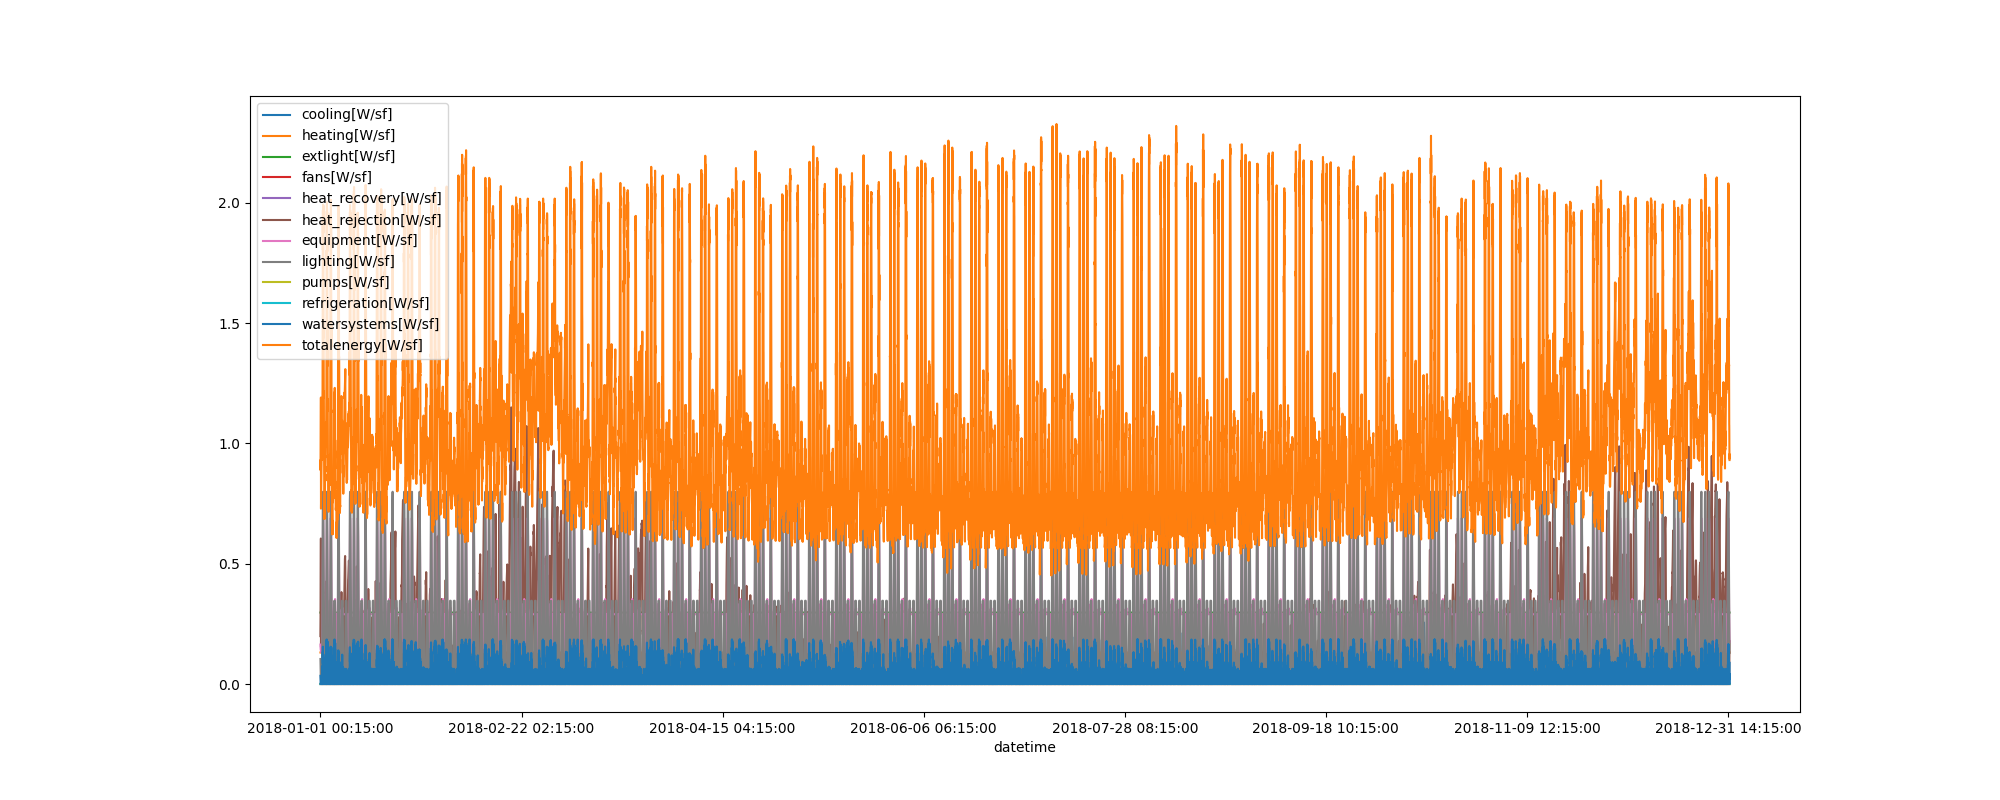 cooling[W/sf]
heating[W/sf]
extlight[W/sf]
fans[W/sf]
heat_recovery[W/sf]
heat_rejection[W/sf]
equipment[W/sf]
lighting[W/sf]
pumps[W/sf]
refrigeration[W/sf]
watersystems[W/sf]
totalenergy[W/sf]
2.0
1.5
1.0
0.5
0.0
2018-01-01 00:15:00 2018-02-22 02:15:00 2018-04-15 04:15:00 2018-06-06 06:15:00 2018-07-28 08:15:00 2018-09-18 10:15:00 2018-11-09 12:15:00 2018-12-31 14:15:00
datetime